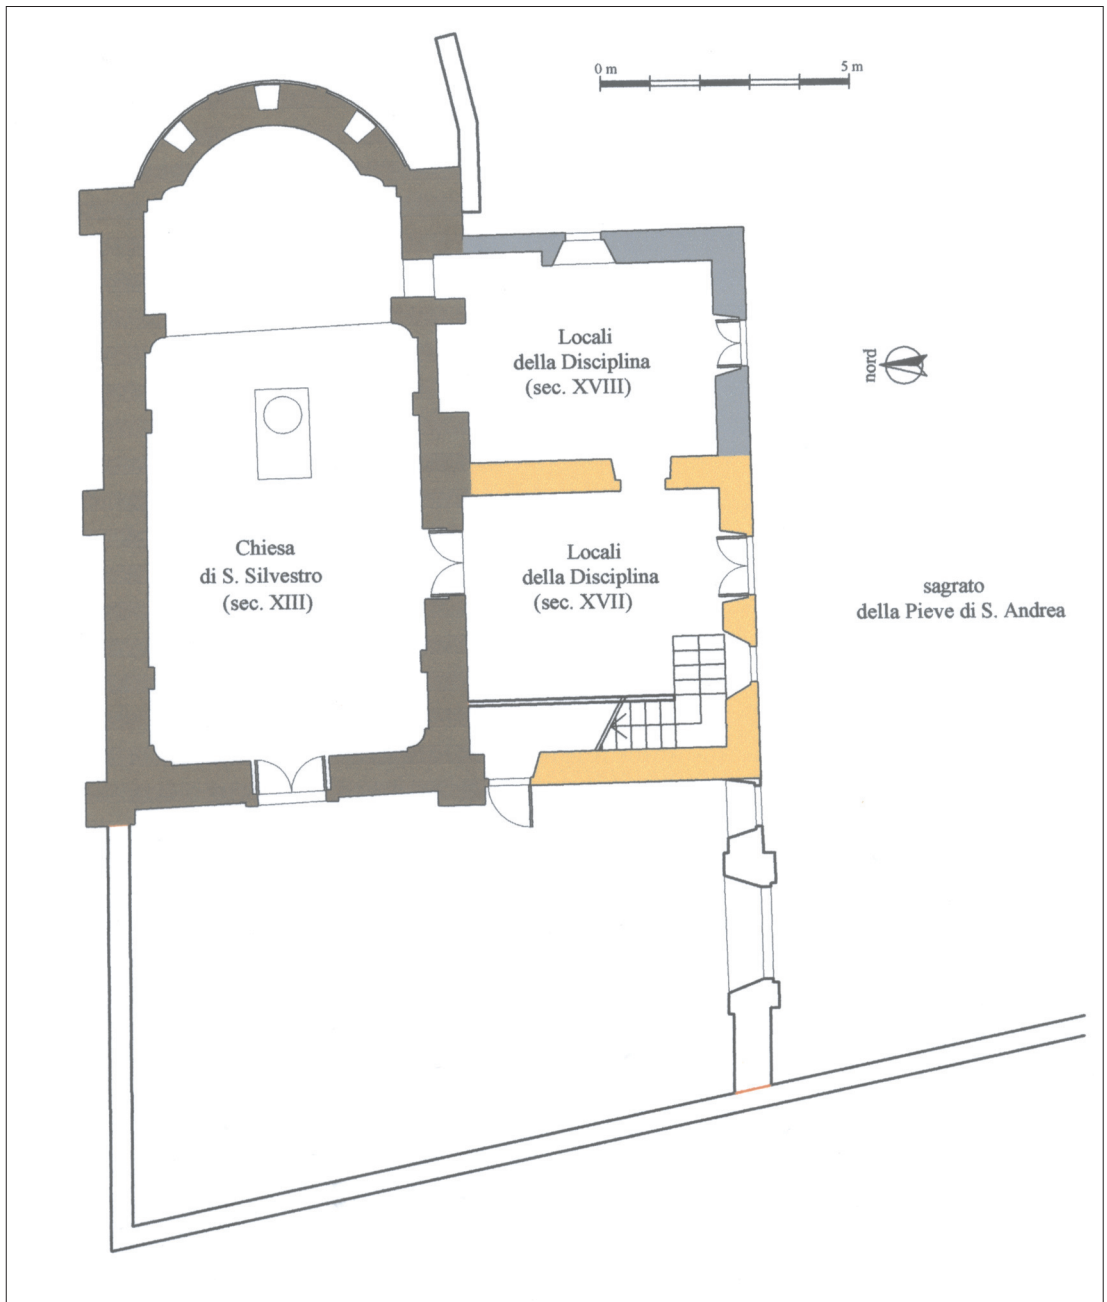 0 m 5 m
Locali
della Disciplina
(sec. XVIII)
nord
Chiesa
di S. Silvestro
(sec. XIII)
Locali
della Disciplina
(sec. XVII)
sagrato
della Pieve di S. Andrea